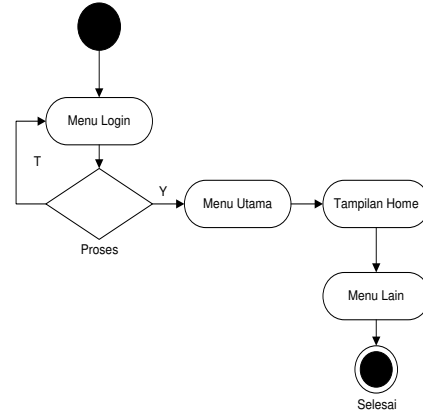 Menu Login
T
Y
Proses
Menu Utama
Tampilan Home
Menu Lain
Selesai